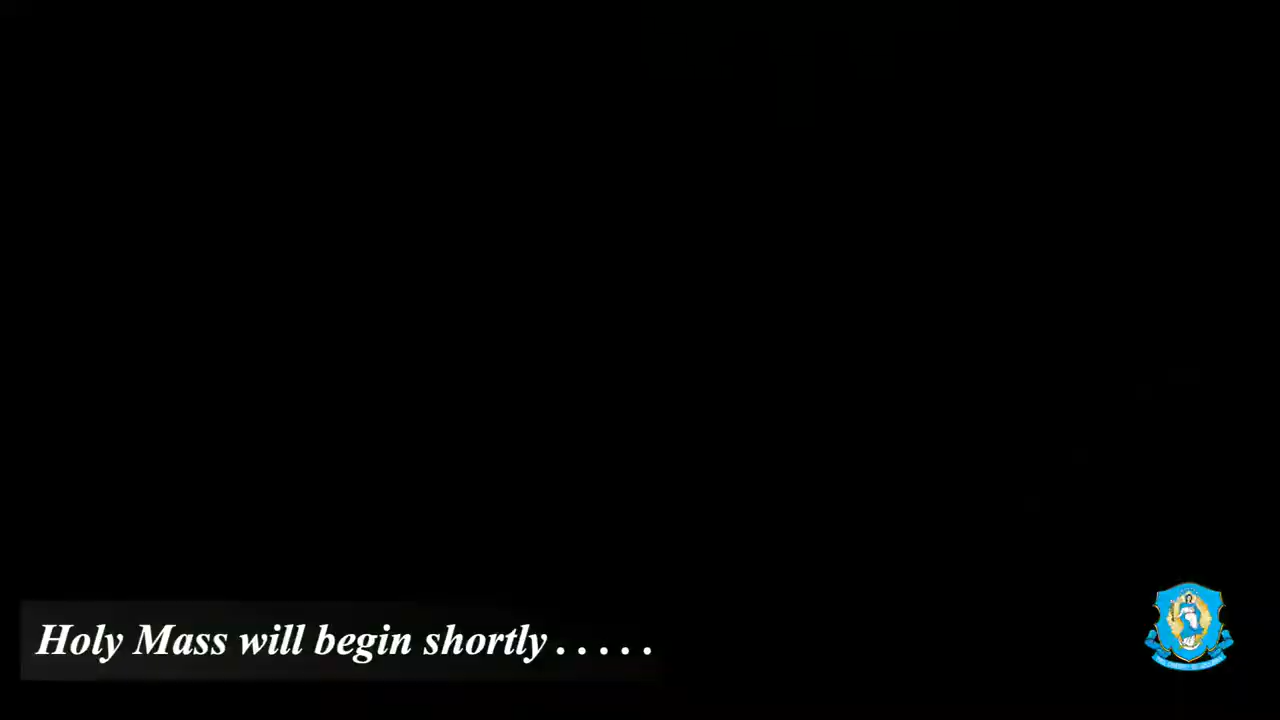 Holy Mass will begin shortly . . . . .